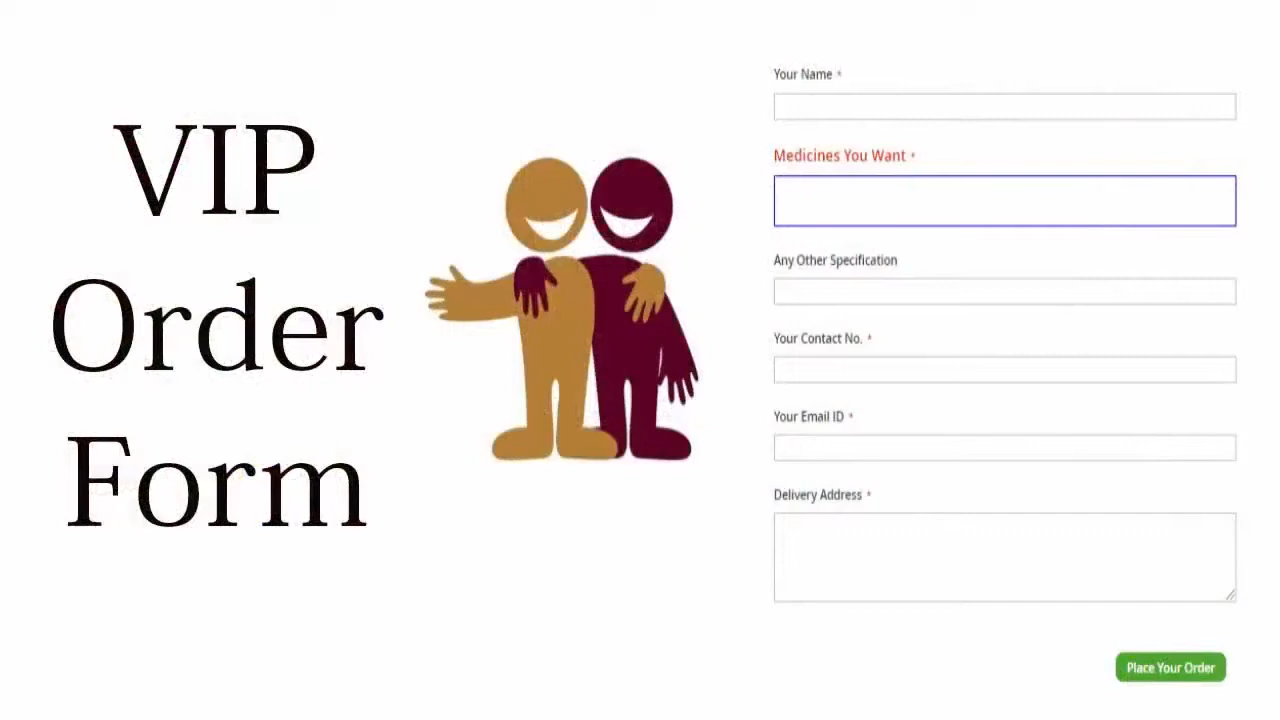 VIP
Order
Form
Your Name *
Medicines You Want *
Any Other Specification
Your Contact No. *
Your Email ID *
Delivery Address *
Place Your Order